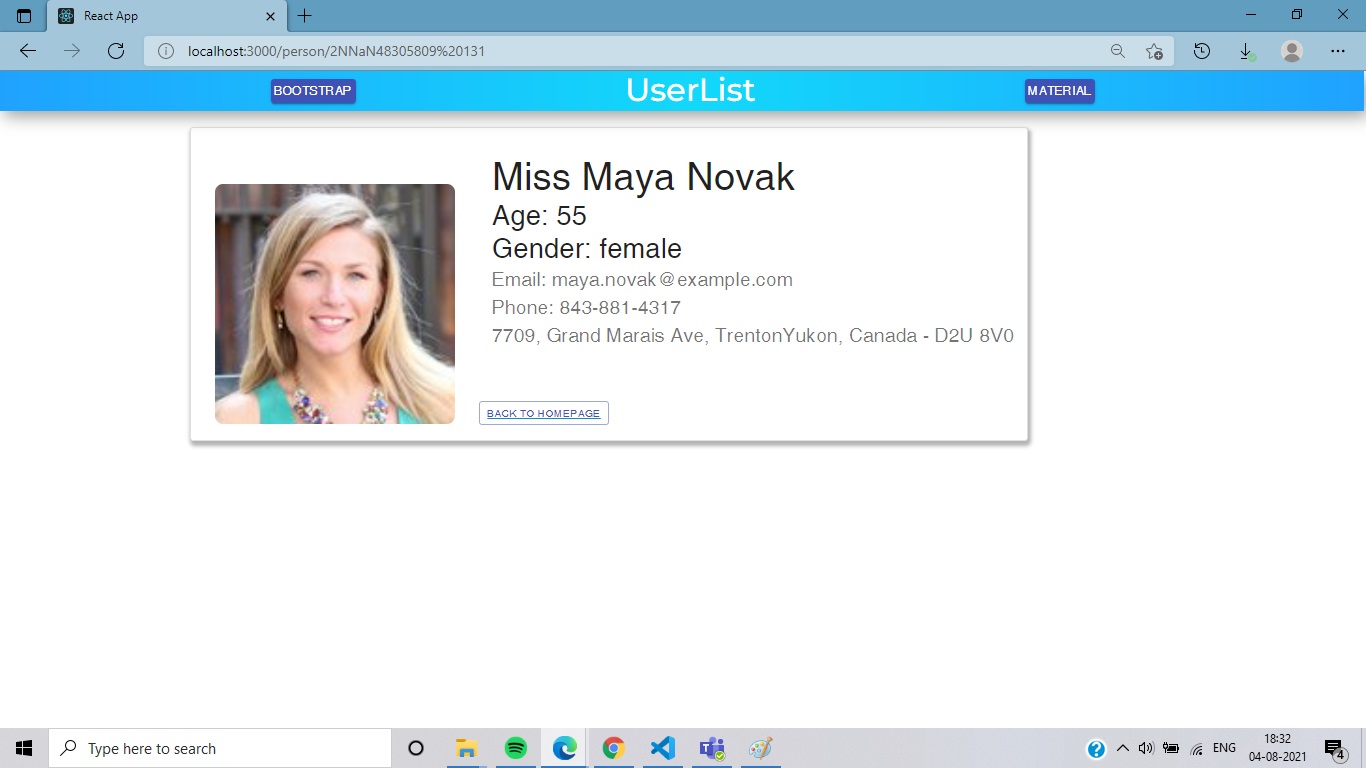 React App
localhost:3000/person/2NNaN48305809%20131
BOOTSTRAP
UserList
MATERIAL
Miss Maya Novak
Age: 55
Gender: female
Email: maya.novak@example.com
Phone: 843-881-4317
7709, Grand Marais Ave, TrentonYukon, Canada - D2U 8V0
BACK TO HOMEPAGE
Type here to search
ENG
18:32
04-08-2021
4